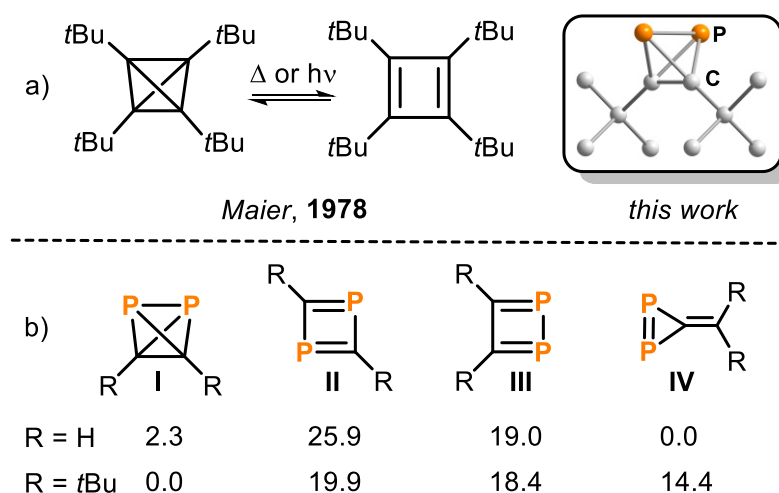 tBu tBu tBu tBu P
a) Δ or hν C
tBu tBu tBu tBu
Maier, 1978 this work
b) R P P R R P R P P R P P R R
R R P R R P
I II III IV
R = H 2.3 25.9 19.0 0.0
R = tBu 0.0 19.9 18.4 14.4